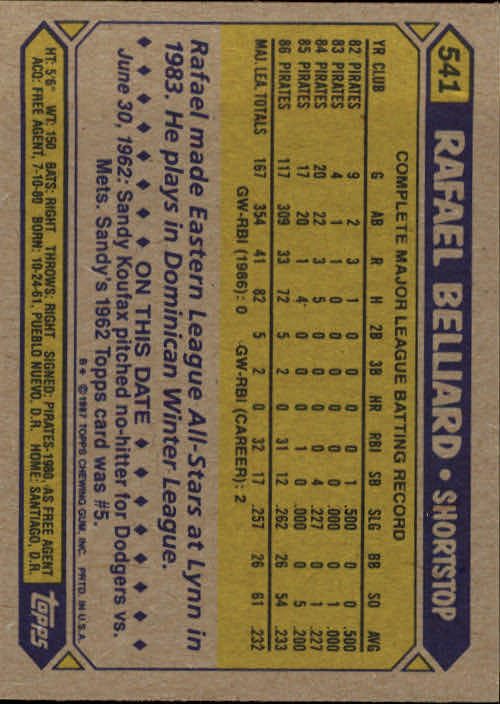 541 RAFAEL BELLIARD • SHORTSTOP
COMPLETE MAJOR LEAGUE BATTING RECORD
YR CLUB G AB R H 2B 3B HR RBI SB SLG BB SO AVG
82 PIRATES 9 2 3 1 0 0 0 0 1 .500 0 0 .500
83 PIRATES 4 1 1 0 0 0 0 0 0 .000 0 1 .000
84 PIRATES 20 22 3 5 0 0 0 0 4 .227 0 1 .227
85 PIRATES 17 20 1 4 0 0 0 1 0 .000 0 5 .200
86 PIRATES 117 309 33 72 5 2 0 31 12 .262 26 54 .233
MAJ. LEA. TOTALS 167 354 41 82 5 2 0 32 17 .257 26 61 .232
GW-RBI (1986): 0 GW-RBI (CAREER): 2
Rafael made Eastern League All-Stars at Lynn in
1983. He plays in Dominican Winter League.
♦ ♦ ♦ ♦ ♦ ♦ ON THIS DATE ♦ ♦ ♦ ♦ ♦ ♦
June 30, 1962: Sandy Koufax pitched no-hitter for Dodgers vs.
Mets. Sandy's 1962 Topps card was #5.
B* © 1987 TOPPS CHEWING GUM, INC. PRTD. IN U.S.A.
HT: 5'6" WT: 150 BATS: RIGHT THROWS: RIGHT SIGNED: PIRATES-1980, AS FREE AGENT
ACQ: FREE AGENT, 7-10-80 BORN: 10-24-61, PUEBLO NUEVO, D.R. HOME: SANTIAGO, D.R.
TOPPS